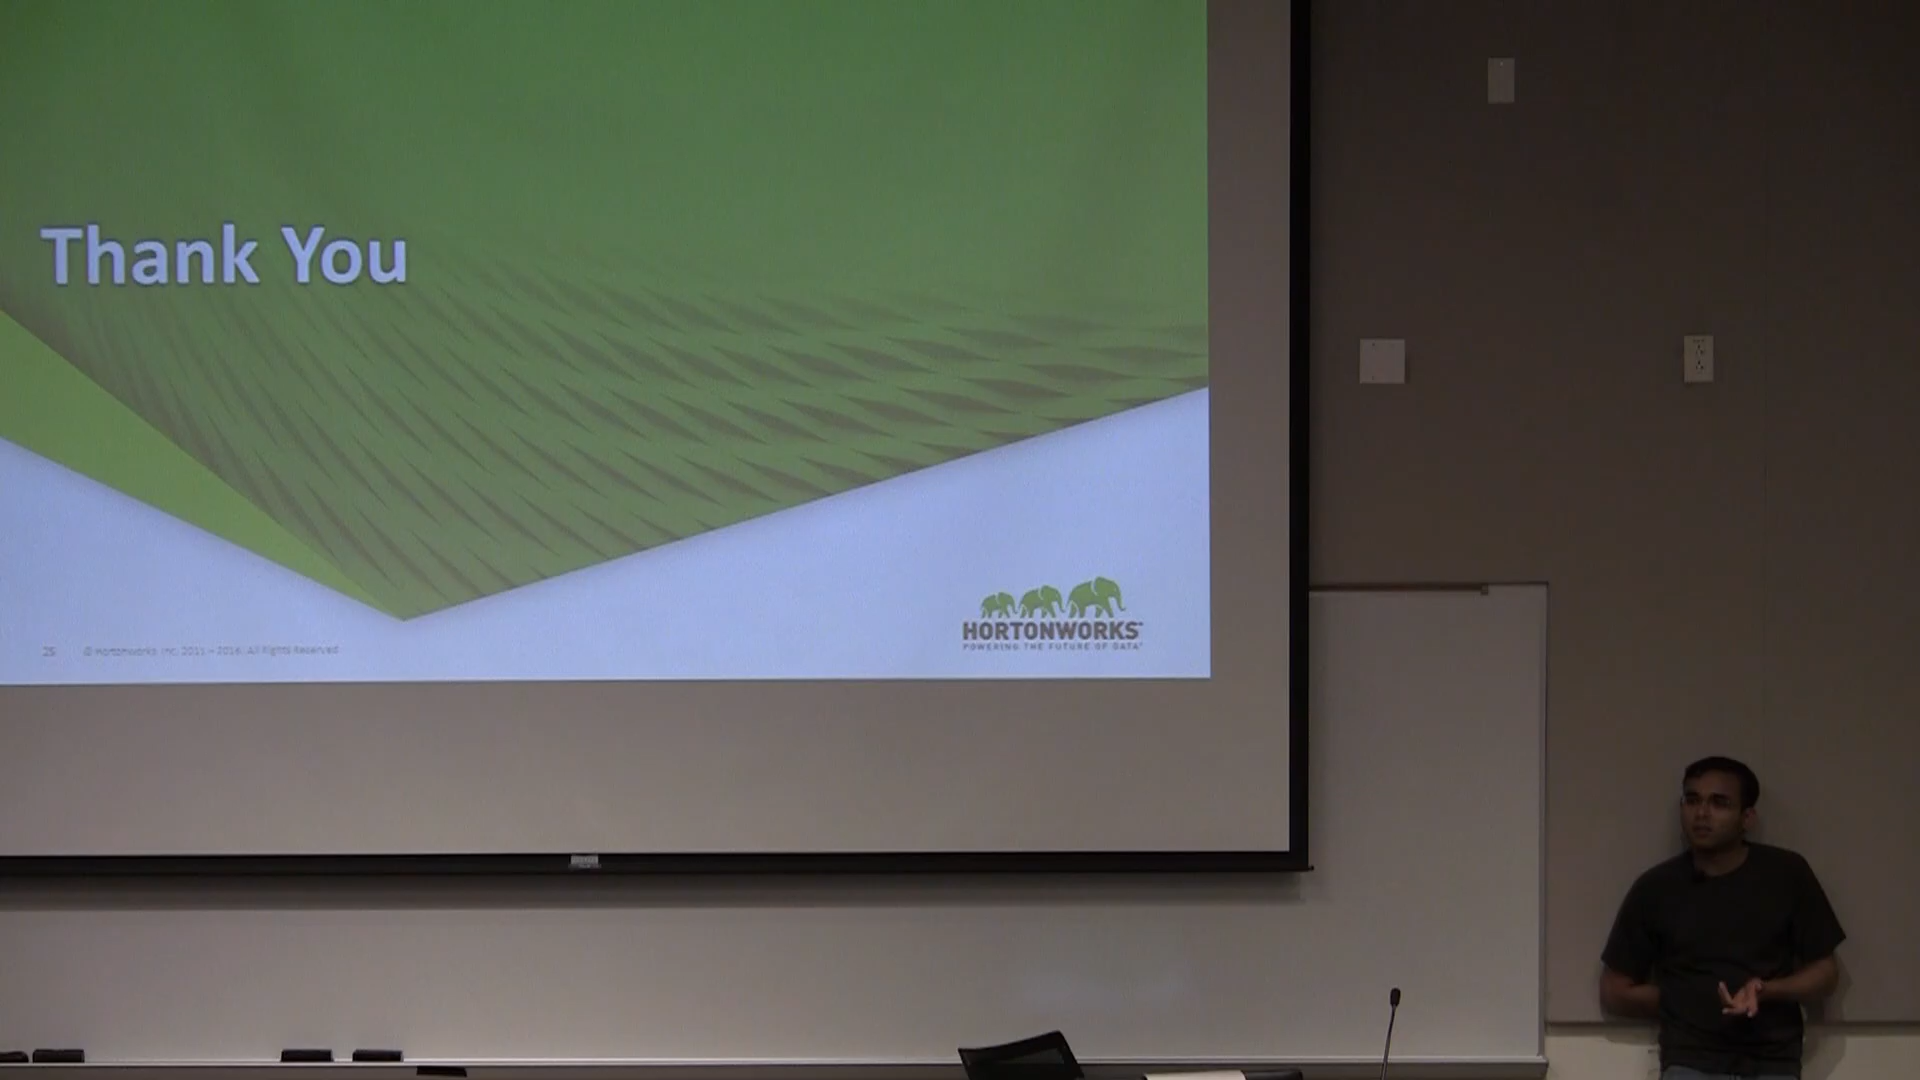 Thank You
HORTONWORKS
POWERING THE FUTURE OF DATA
25 © Hortonworks Inc. 2011 – 2016. All Rights Reserved